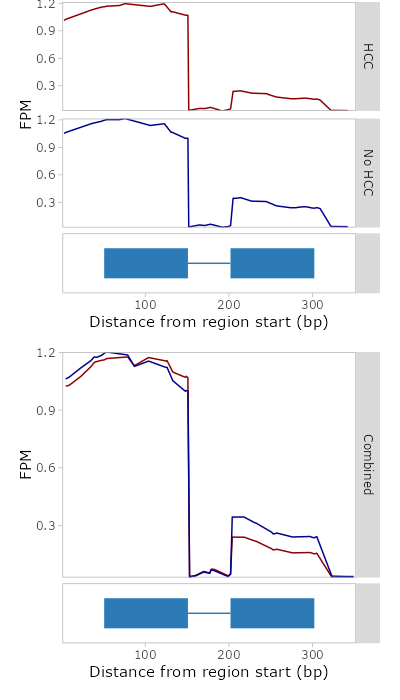 1.2
0.9
0.6
0.3
HCC
FPM
1.2
0.9
0.6
0.3
No HCC
100 200 300
Distance from region start (bp)
1.2
0.9
0.6
0.3
FPM
Combined
100 200 300
Distance from region start (bp)